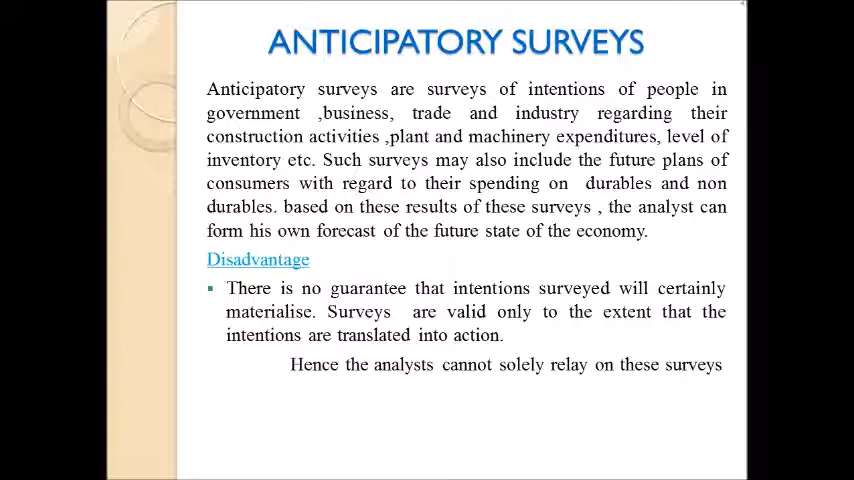 ANTICIPATORY SURVEYS
Anticipatory surveys are surveys of intentions of people in
government ,business, trade and industry regarding their
construction activities ,plant and machinery expenditures, level of
inventory etc. Such surveys may also include the future plans of
consumers with regard to their spending on durables and non
durables. based on these results of these surveys , the analyst can
form his own forecast of the future state of the economy.
Disadvantage
There is no guarantee that intentions surveyed will certainly
materialise. Surveys are valid only to the extent that the
intentions are translated into action.
Hence the analysts cannot solely relay on these surveys